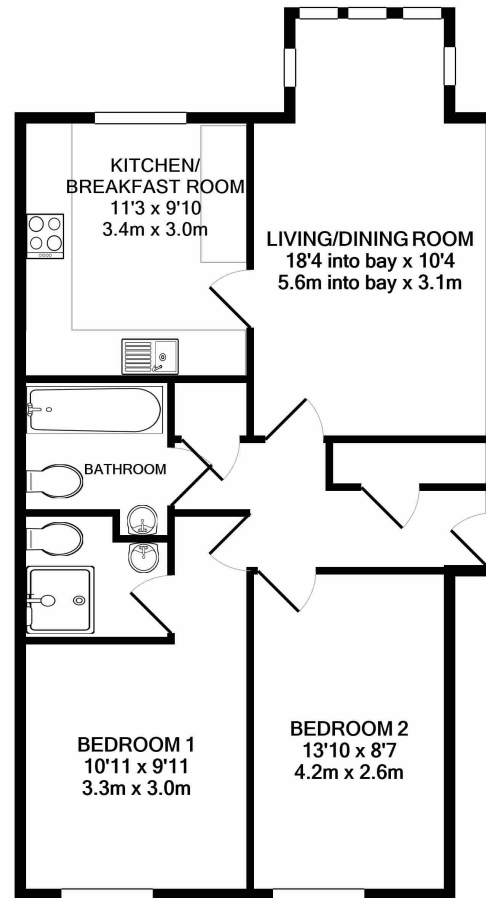 KITCHEN/
BREAKFAST ROOM
11'3 x 9'10
3.4m x 3.0m
LIVING/DINING ROOM
18'4 into bay x 10'4
5.6m into bay x 3.1m
BATHROOM
BEDROOM 1
10'11 x 9'11
3.3m x 3.0m
BEDROOM 2
13'10 x 8'7
4.2m x 2.6m